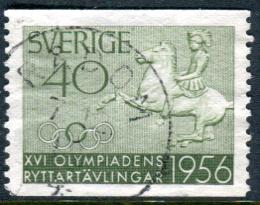 SVERIGE
40
XVI OLYMPIADENS
RYTTARTÄVLINGAR 1956